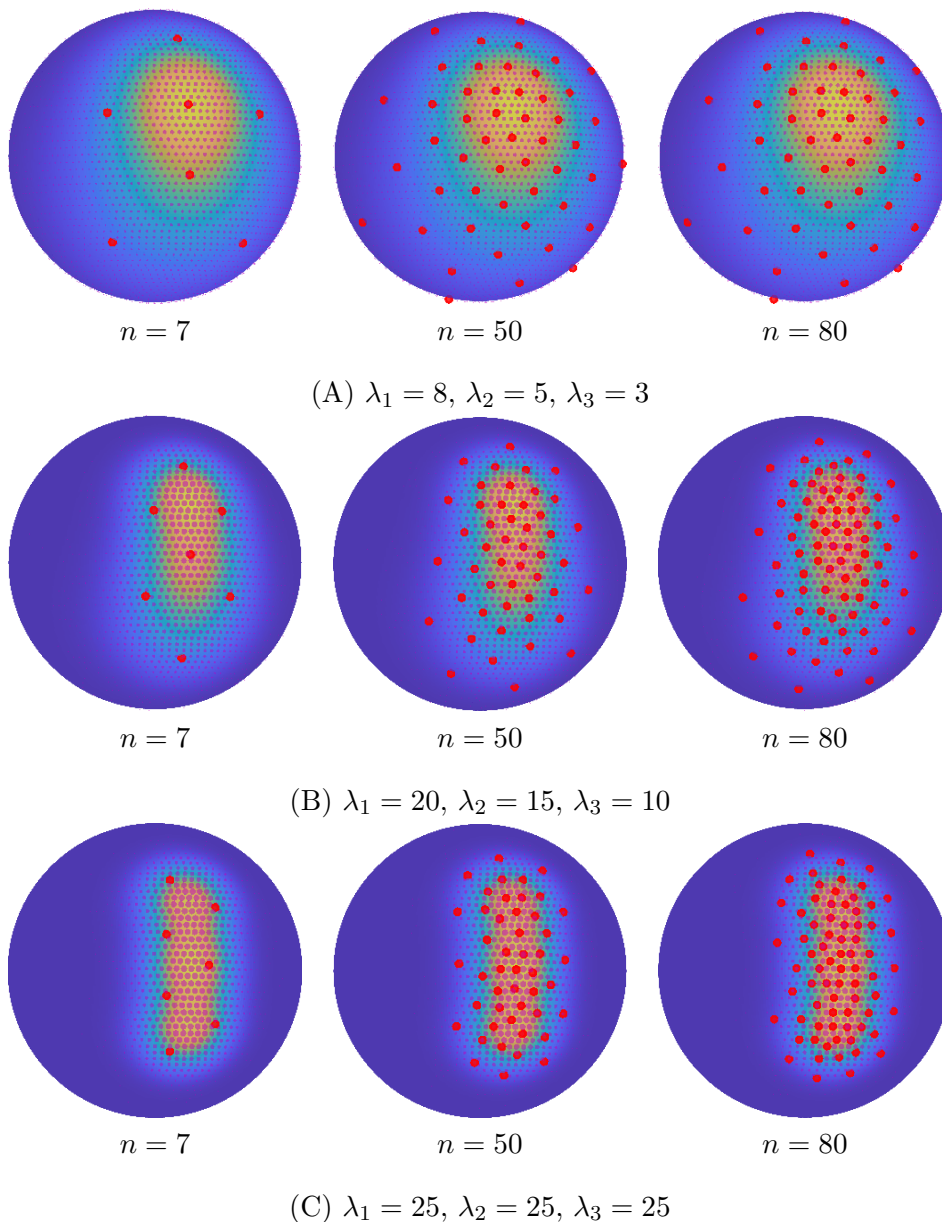 n = 7 n = 50 n = 80
(A) λ₁ = 8, λ₂ = 5, λ₃ = 3
n = 7 n = 50 n = 80
(B) λ₁ = 20, λ₂ = 15, λ₃ = 10
n = 7 n = 50 n = 80
(C) λ₁ = 25, λ₂ = 25, λ₃ = 25